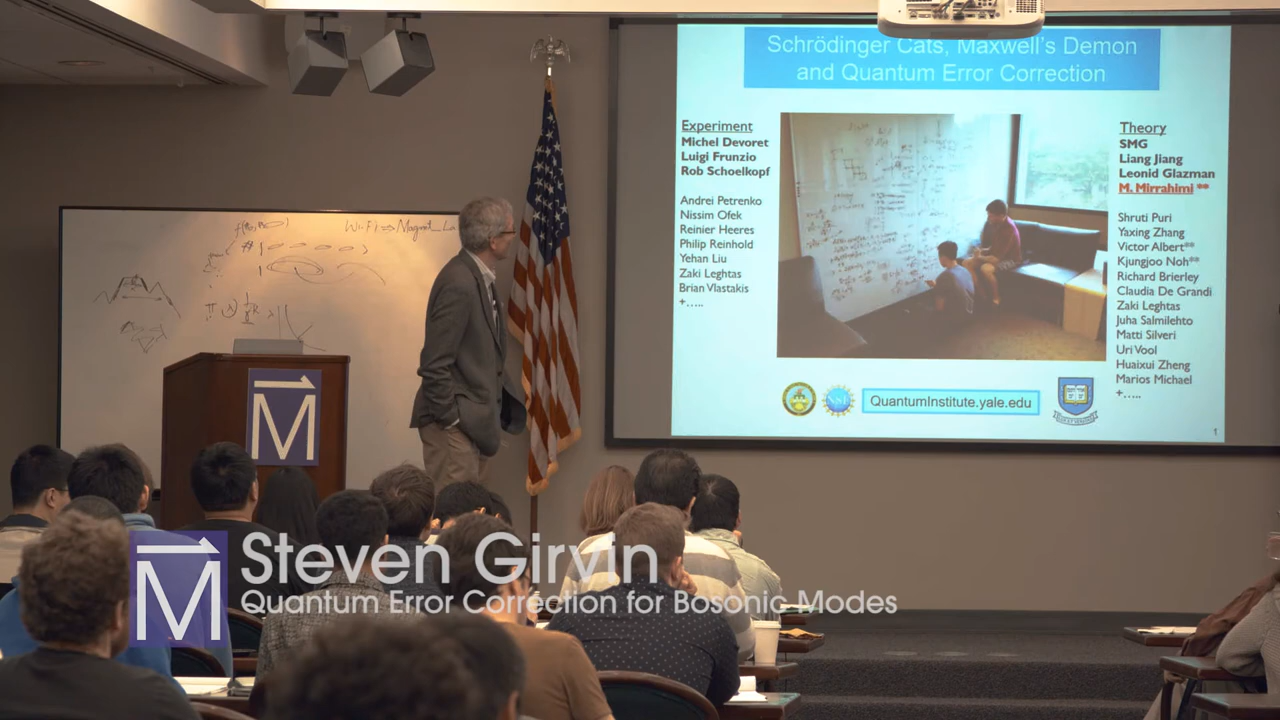 Schrödinger Cats, Maxwell's Demon
and Quantum Error Correction
Experiment
Michel Devoret
Luigi Frunzio
Rob Schoelkopf
Andrei Petrenko
Nissim Ofek
Reinier Heeres
Philip Reinhold
Yehan Liu
Zaki Leghtas
Brian Vlastakis
+.....
Theory
SMG
Liang Jiang
Leonid Glazman
M. Mirrahimi **
Shruti Puri
Yaxing Zhang
Victor Albert**
Kjungjoo Noh**
Richard Brierley
Claudia De Grandi
Zaki Leghtas
Juha Salmilehto
Matti Silveri
Uri Vool
Huaixui Zheng
Marios Michael
+.....
QuantumInstitute.yale.edu
1
M
M
Steven Girvin
Quantum Error Correction for Bosonic Modes